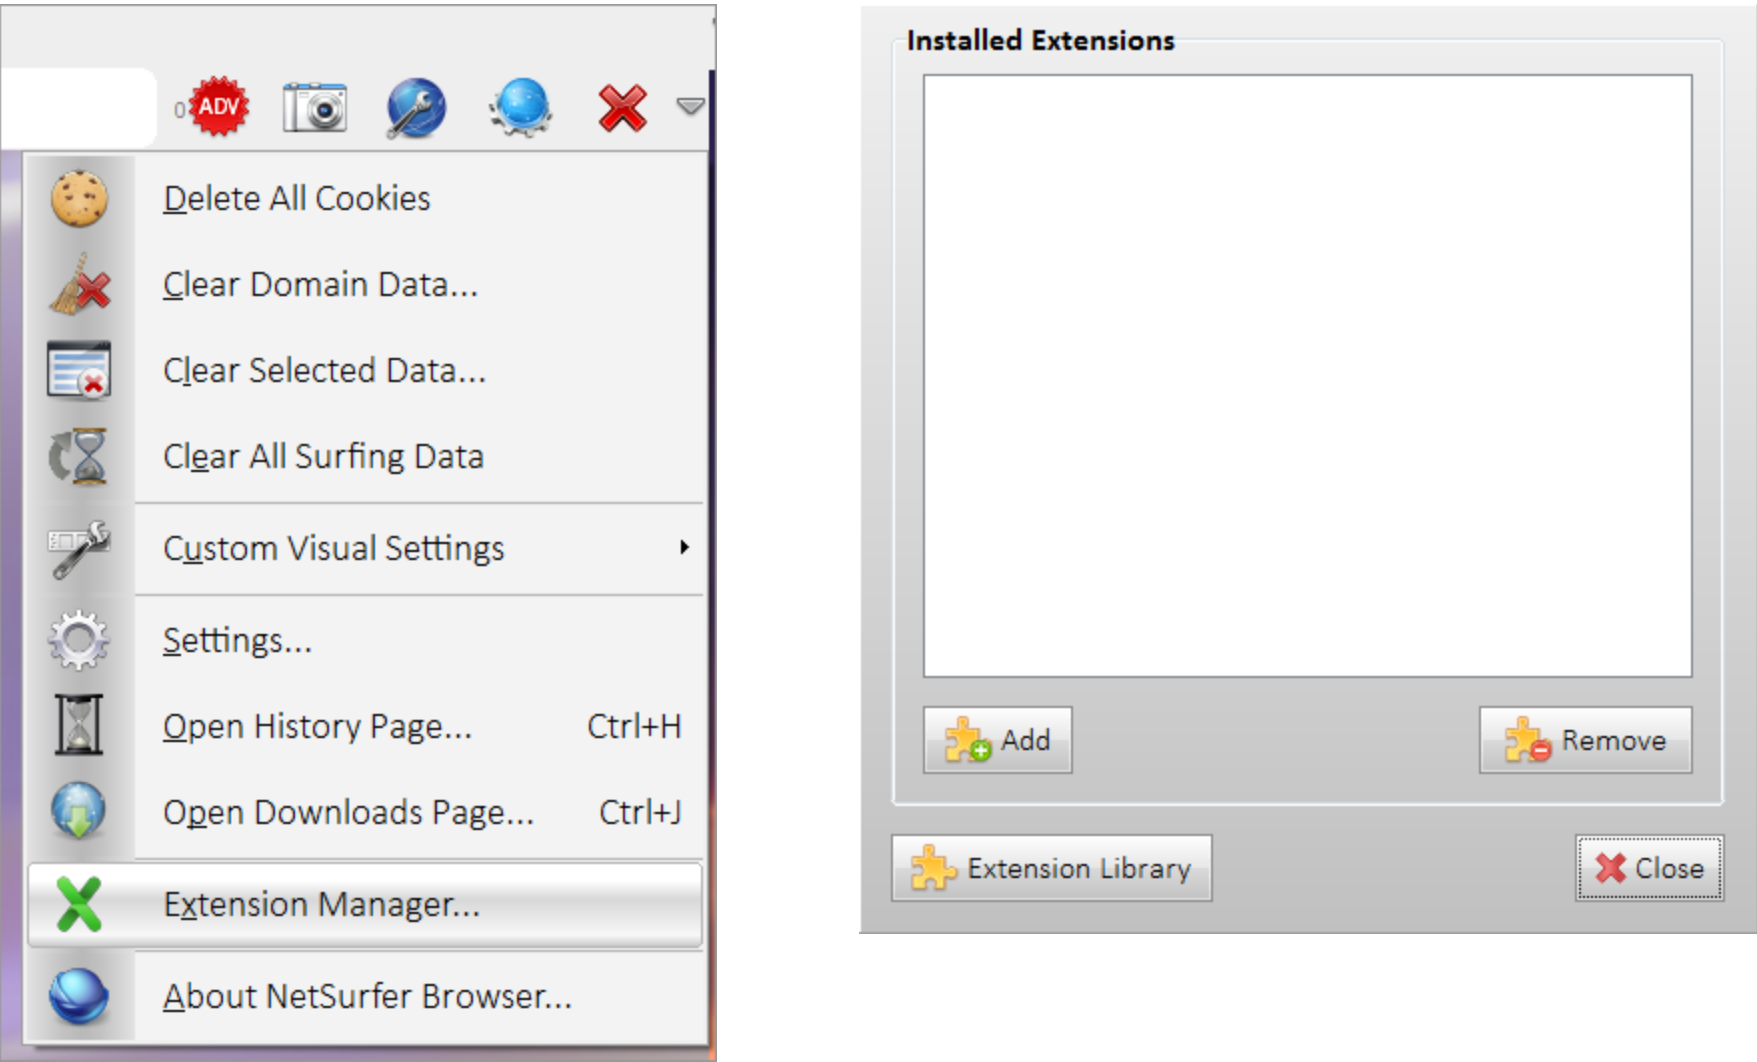 0 ADV
Delete All Cookies
Clear Domain Data...
Clear Selected Data...
Clear All Surfing Data
Custom Visual Settings
Settings...
Open History Page... Ctrl+H
Open Downloads Page... Ctrl+J
Extension Manager...
About NetSurfer Browser...
Installed Extensions
Add Remove
Extension Library Close